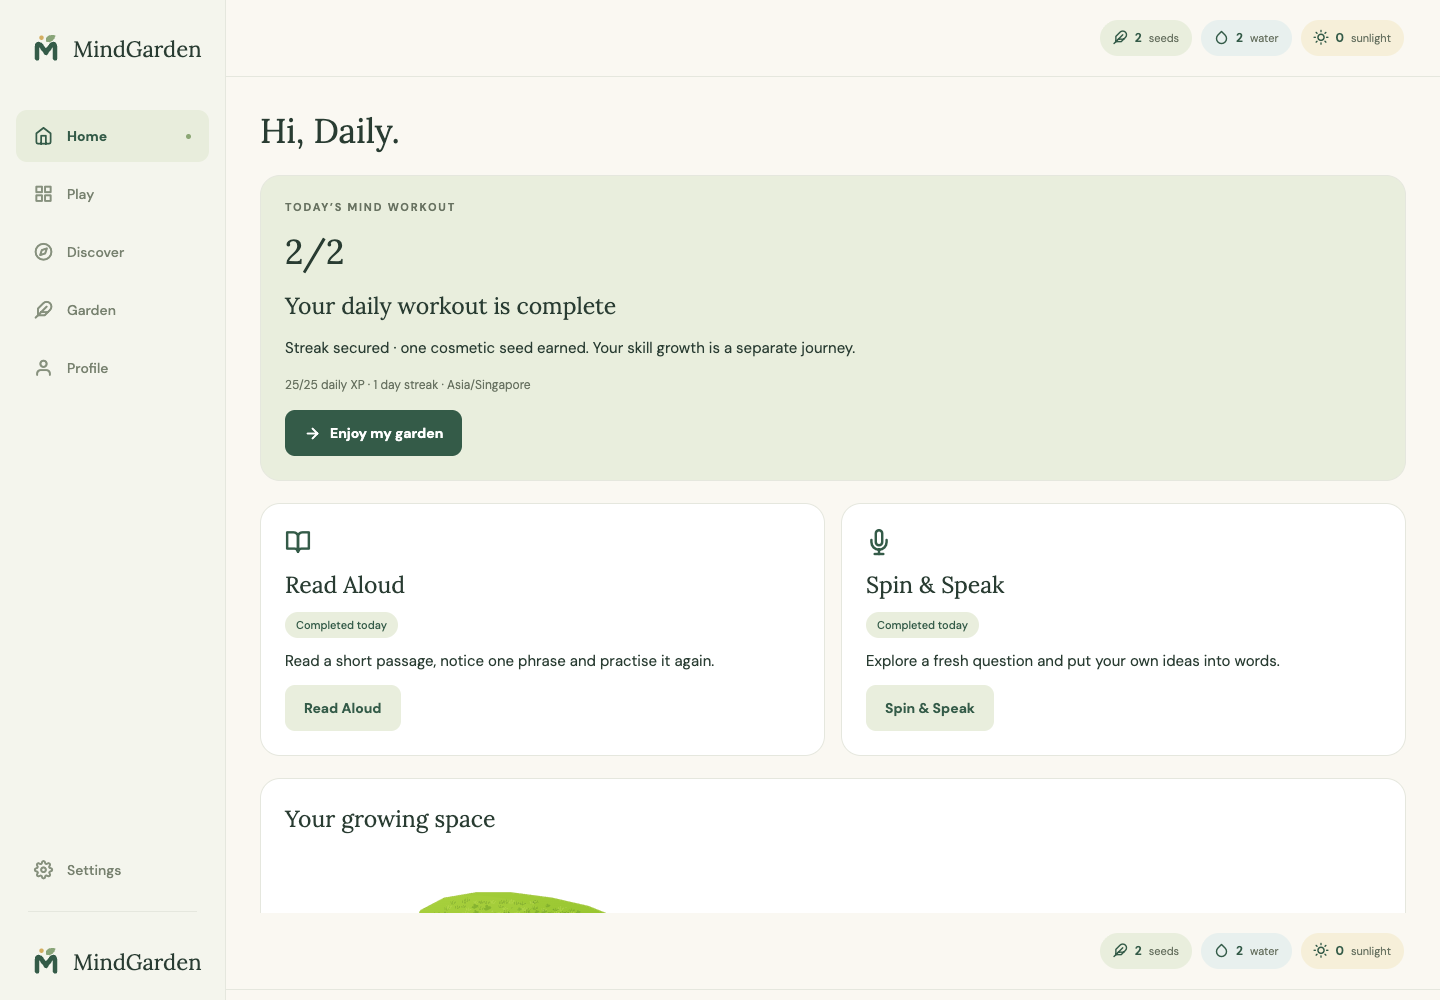 MindGarden
2 seeds
2 water
0 sunlight
Home
Play
Discover
Garden
Profile
Settings
Hi, Daily.
TODAY'S MIND WORKOUT
2/2
Your daily workout is complete
Streak secured · one cosmetic seed earned. Your skill growth is a separate journey.
25/25 daily XP · 1 day streak · Asia/Singapore
Enjoy my garden
Read Aloud
Completed today
Read a short passage, notice one phrase and practise it again.
Read Aloud
Spin & Speak
Completed today
Explore a fresh question and put your own ideas into words.
Spin & Speak
Your growing space
MindGarden
2 seeds
2 water
0 sunlight